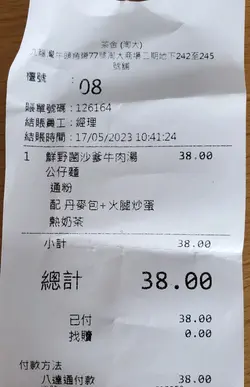 茶舍 (淘大)
九龍灣牛頭角道77號淘大商場二期地下242至245
號舖
檯號:
08
賬單號碼: 126164
結賬員工: 經理
結賬時間: 17/05/2023 10:41:24
1 鮮野菌沙爹牛肉湯 38.00
公仔麵
通粉
配 丹麥包+火腿炒蛋
熱奶茶
小計 38.00
總計 38.00
已付 38.00
找贖 0.00
付款方法
八達通付款 38.00